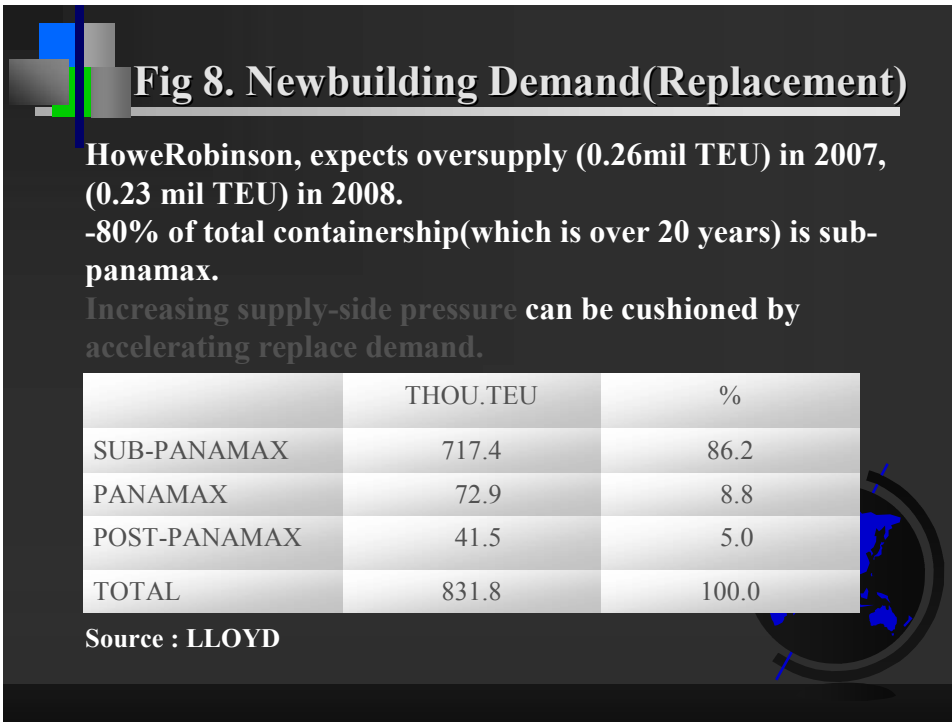 Fig 8. Newbuilding Demand(Replacement)
HoweRobinson, expects oversupply (0.26mil TEU) in 2007,
(0.23 mil TEU) in 2008.
-80% of total containership(which is over 20 years) is sub-
panamax.
Increasing supply-side pressure can be cushioned by
accelerating replace demand.
THOU.TEU %
SUB-PANAMAX 717.4 86.2
PANAMAX 72.9 8.8
POST-PANAMAX 41.5 5.0
TOTAL 831.8 100.0
Source : LLOYD